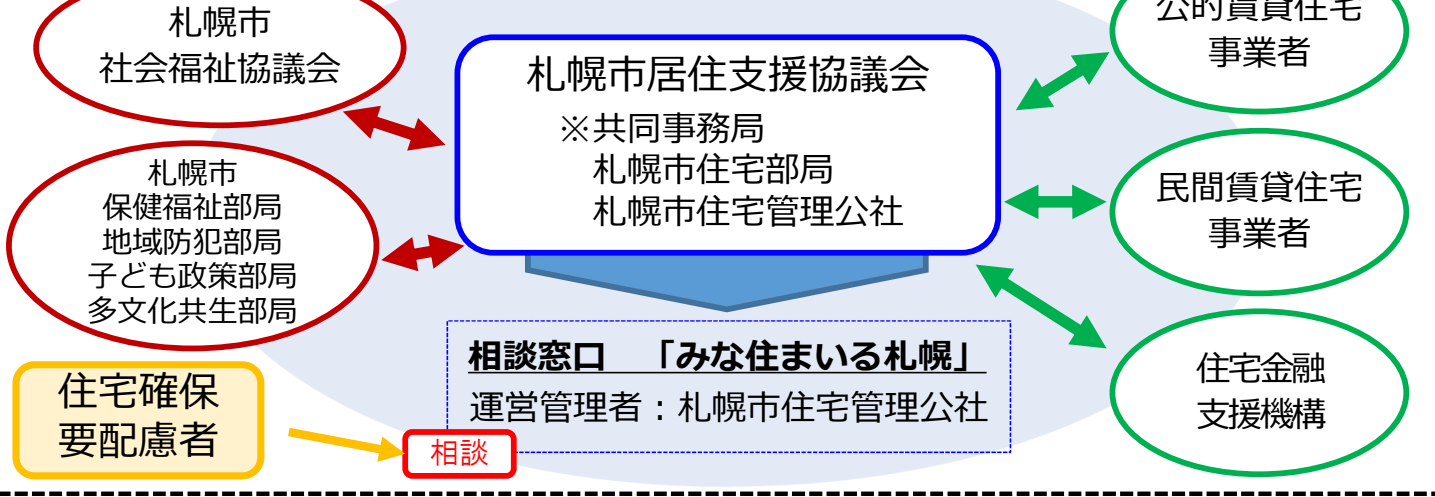 札幌市
社会福祉協議会
札幌市
保健福祉部局
地域防犯部局
子ども政策部局
多文化共生部局
住宅確保
要配慮者
札幌市居住支援協議会
※共同事務局
札幌市住宅部局
札幌市住宅管理公社
相談窓口　「みな住まいる札幌」
運営管理者：札幌市住宅管理公社
相談
公的賃貸住宅
事業者
民間賃貸住宅
事業者
住宅金融
支援機構